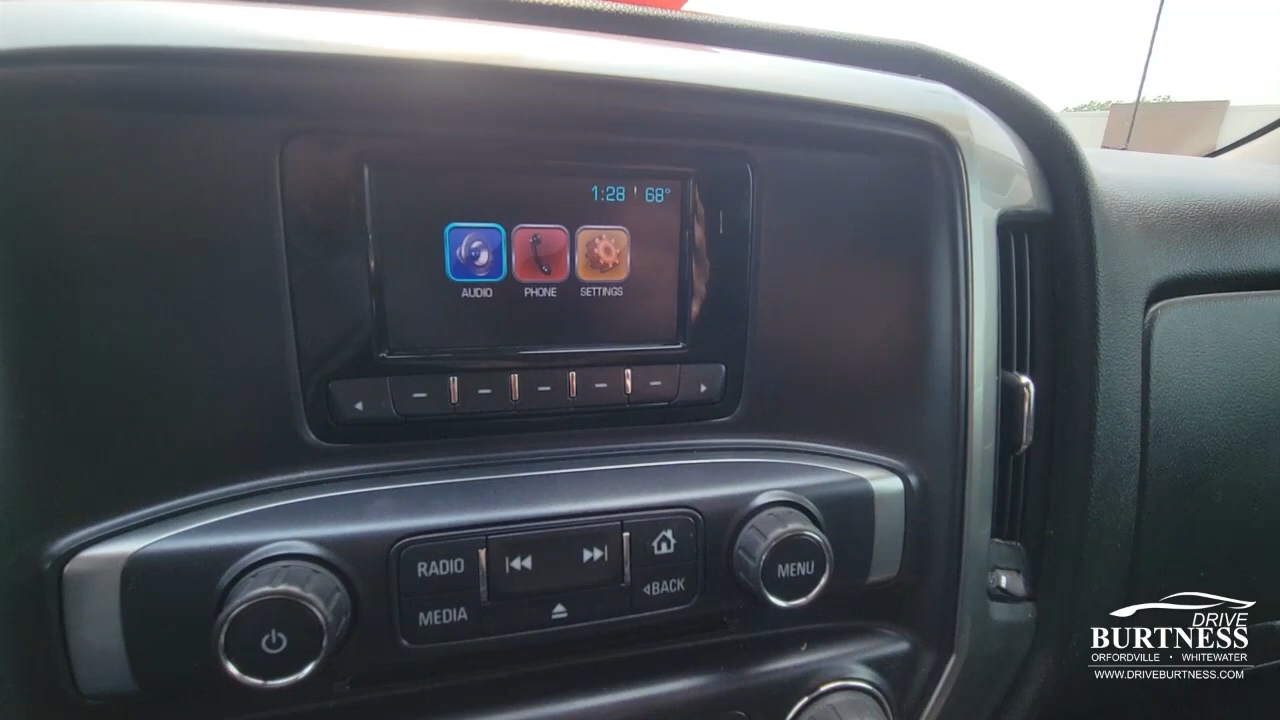 1:28 68°
AUDIO PHONE SETTINGS
RADIO
MEDIA
BACK
MENU
DRIVE
BURTNESS
ORFORDVILLE • WHITEWATER
WWW.DRIVEBURTNESS.COM